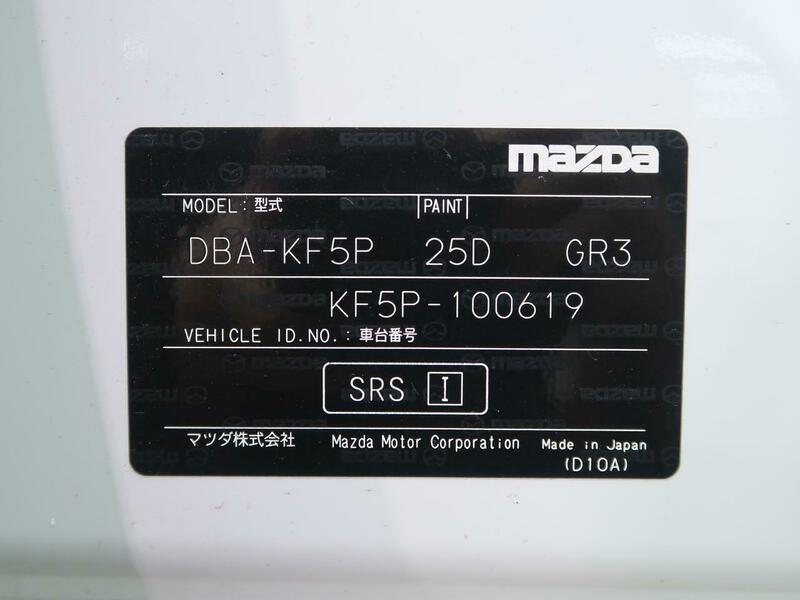 mazda
MODEL：型式 |PAINT|
DBA-KF5P 25D GR3
KF5P-100619
VEHICLE ID.NO.：車台番号
SRS I
マツダ株式会社 Mazda Motor Corporation Made in Japan
(D10A)